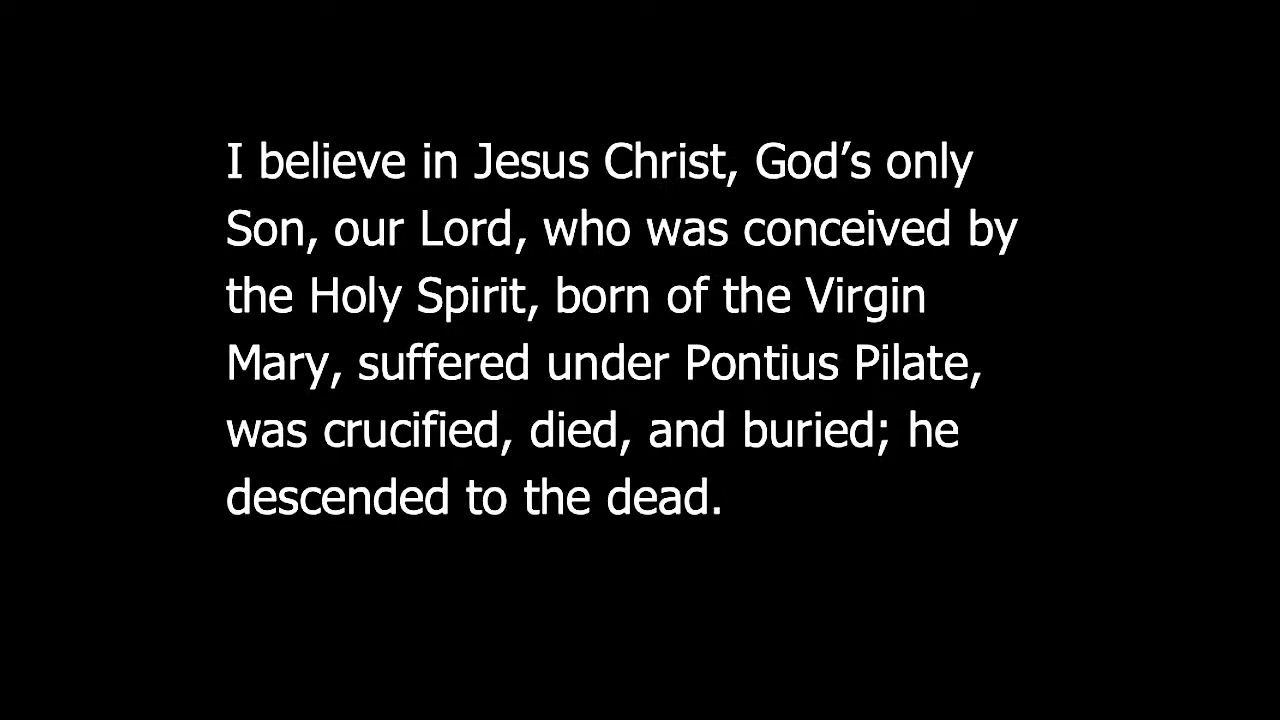 I believe in Jesus Christ, God’s only
Son, our Lord, who was conceived by
the Holy Spirit, born of the Virgin
Mary, suffered under Pontius Pilate,
was crucified, died, and buried; he
descended to the dead.